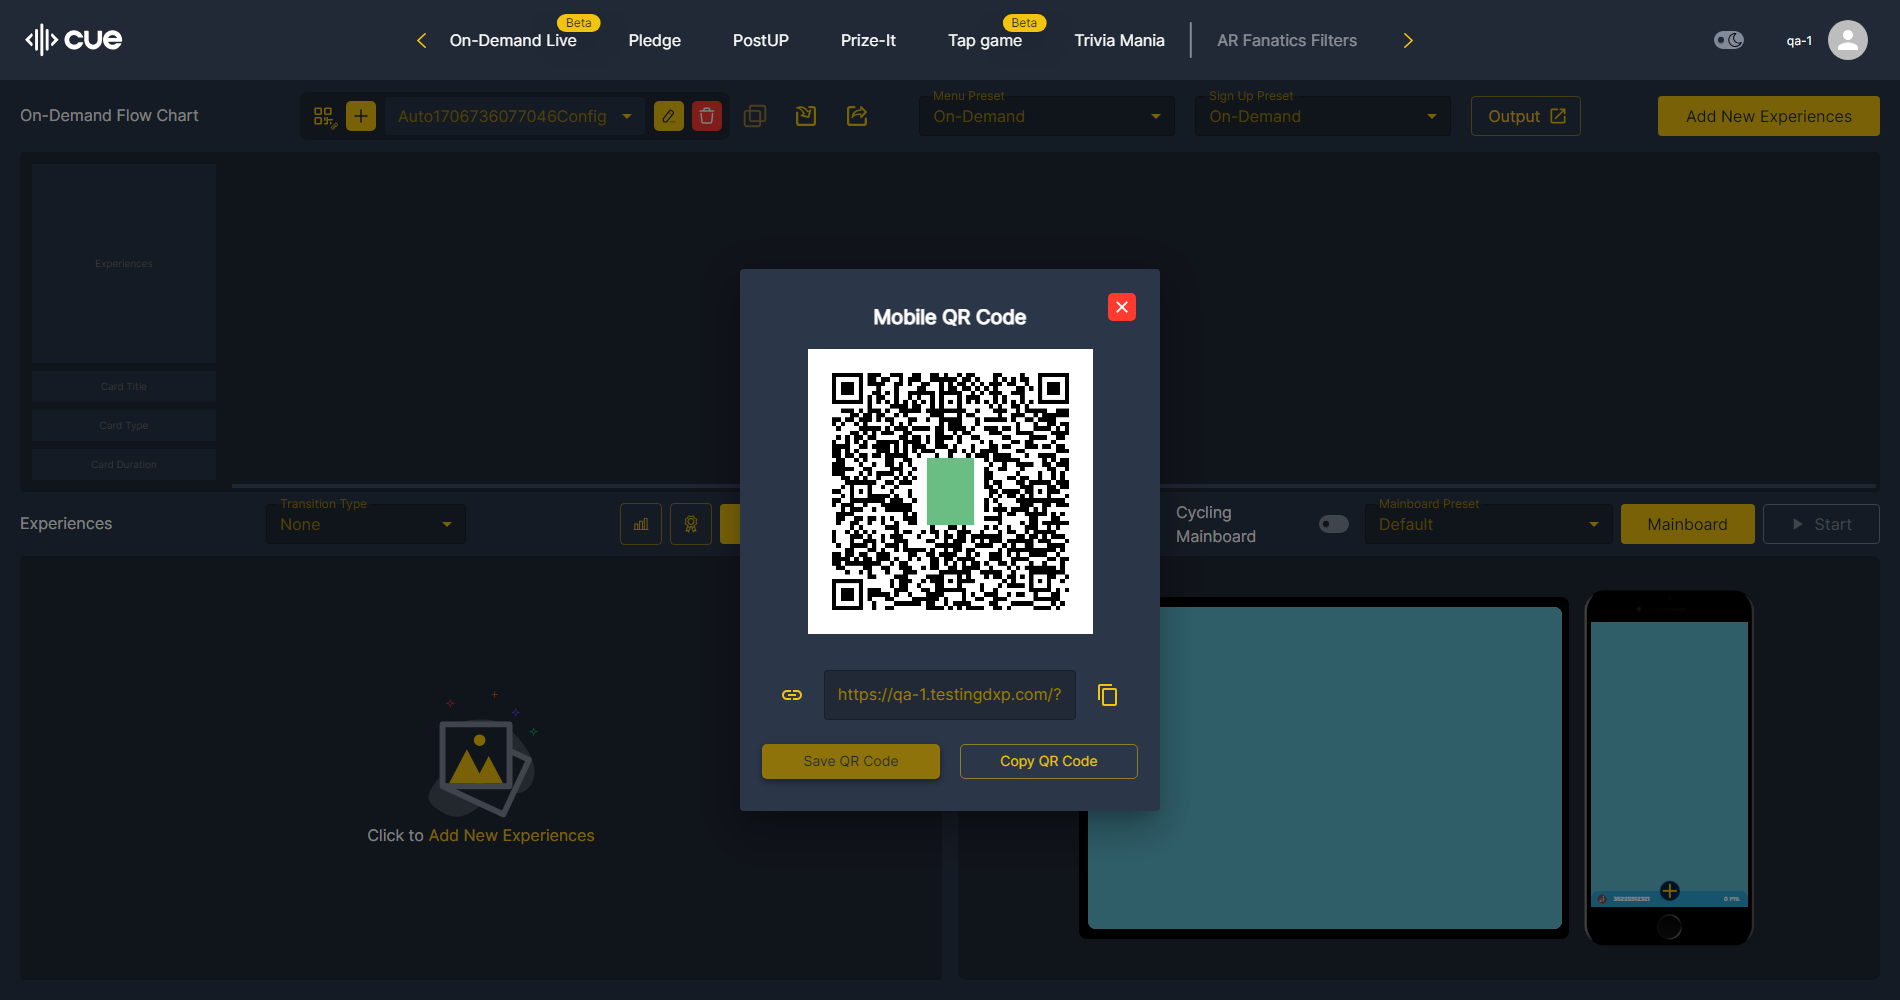 cue
On-Demand Live
Beta
Pledge
PostUP
Prize-It
Tap game
Beta
Trivia Mania
AR Fanatics Filters
qa-1
On-Demand Flow Chart
Auto1706736077046Config
Menu Preset
On-Demand
Sign Up Preset
On-Demand
Output
Add New Experiences
Experiences
Card Title
Card Type
Card Duration
Mobile QR Code
https://qa-1.testingdxp.com/?
Save QR Code
Copy QR Code
Experiences
Transition Type
None
Cycling
Mainboard
Mainboard Preset
Default
Mainboard
Start
Click to Add New Experiences
0 PTS